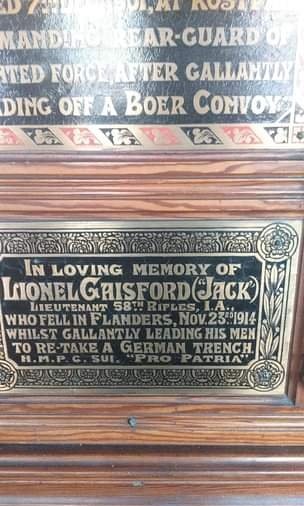 MANDING REAR-GUARD OF
FORCE AFTER GALLANTLY
OFF A BOER CONVOY
IN LOVING MEMORY OF
LIONEL GAISFORD (JACK)
LIEUTENANT 58TH RIFLES, I.A.,
WHO FELL IN FLANDERS, NOV. 23RD 1914
WHILST GALLANTLY LEADING HIS MEN
TO RE-TAKE A GERMAN TRENCH
H.M.P.C. SUI. "PRO PATRIA"